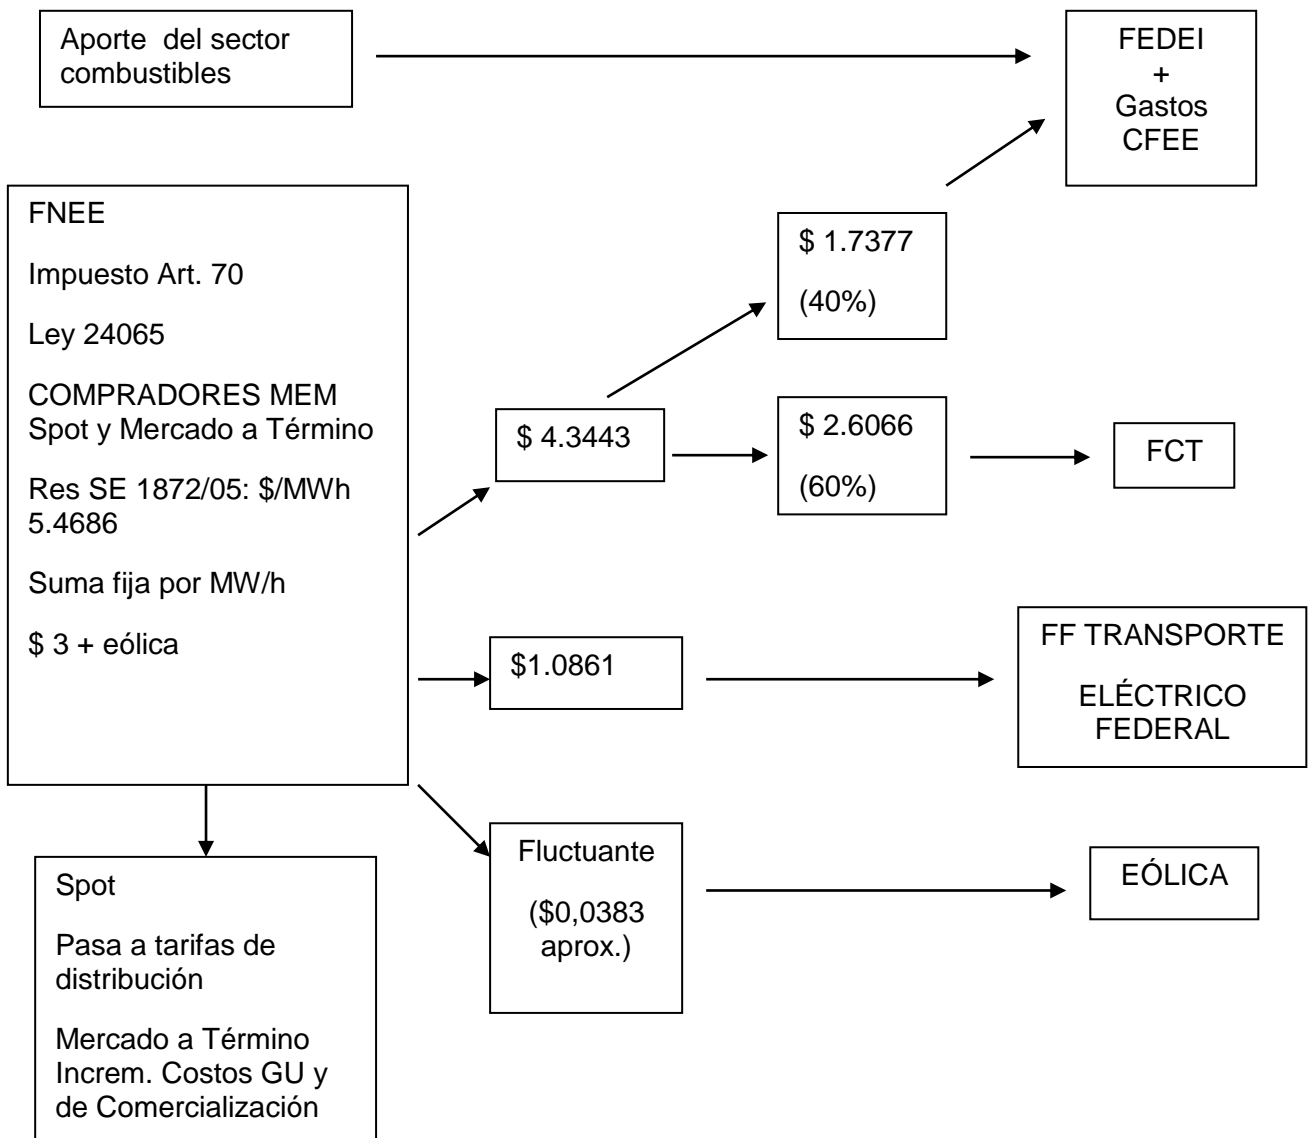 Aporte del sector
combustibles
FEDEI
+
Gastos
CFEE
FNEE
Impuesto Art. 70
Ley 24065
COMPRADORES MEM
Spot y Mercado a Término
Res SE 1872/05: $/MWh
5.4686
Suma fija por MW/h
$ 3 + eólica
$ 4.3443
$ 1.7377
(40%)
$ 2.6066
(60%)
FCT
$1.0861
FF TRANSPORTE
ELÉCTRICO
FEDERAL
Fluctuante
($0,0383
aprox.)
EÓLICA
Spot
Pasa a tarifas de
distribución
Mercado a Término
Increm. Costos GU y
de Comercialización